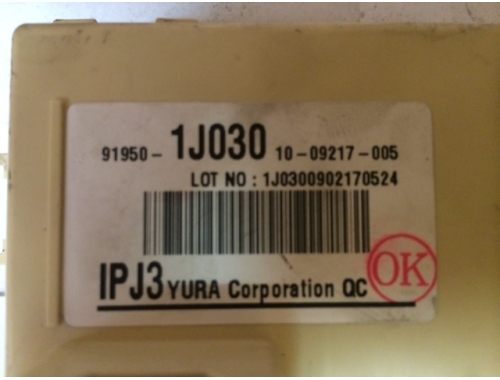 91950- 1J030 10-09217-005
LOT NO : 1J0300902170524
IPJ3 YURA Corporation QC
OK